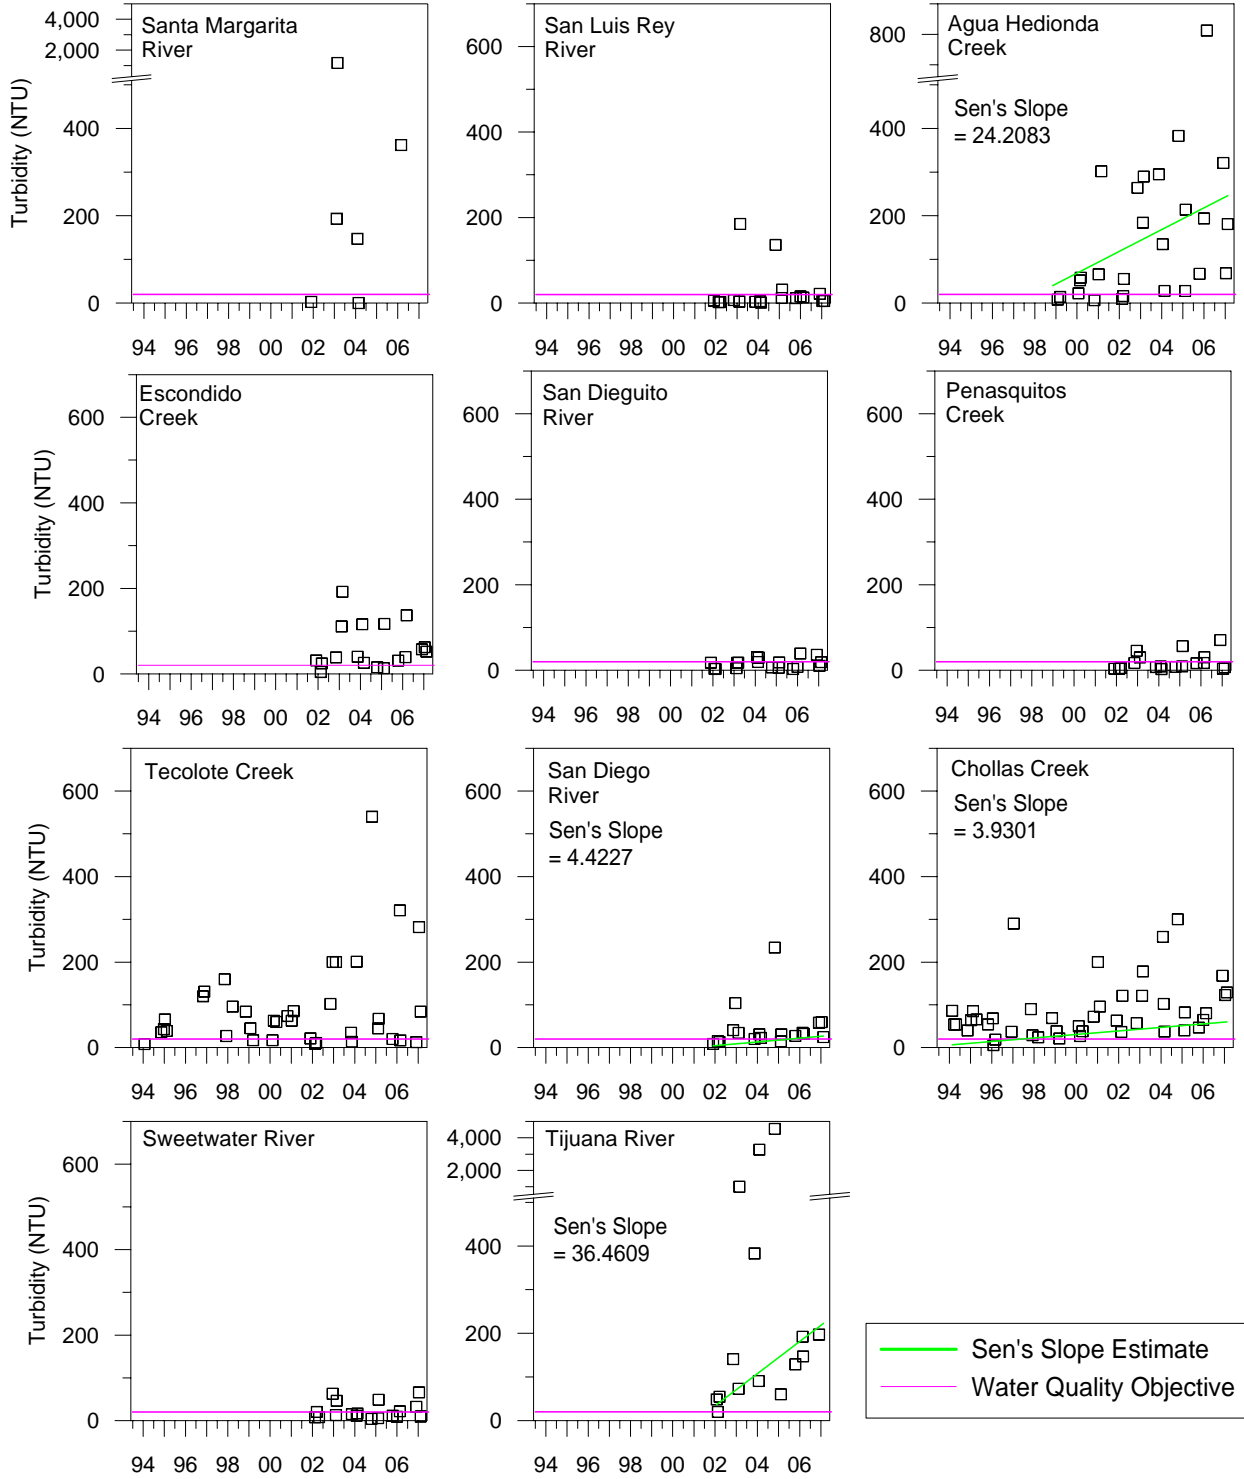 4,000
2,000
400
200
0
Turbidity (NTU)
Santa Margarita
River
94 96 98 00 02 04 06
600
400
200
0
San Luis Rey
River
94 96 98 00 02 04 06
800
400
200
0
Agua Hedionda
Creek
Sen's Slope
= 24.2083
94 96 98 00 02 04 06
600
400
200
0
Turbidity (NTU)
Escondido
Creek
94 96 98 00 02 04 06
600
400
200
0
San Dieguito
River
94 96 98 00 02 04 06
600
400
200
0
Penasquitos
Creek
94 96 98 00 02 04 06
600
400
200
0
Turbidity (NTU)
Tecolote Creek
94 96 98 00 02 04 06
600
400
200
0
San Diego
River
Sen's Slope
= 4.4227
94 96 98 00 02 04 06
600
400
200
0
Chollas Creek
Sen's Slope
= 3.9301
94 96 98 00 02 04 06
600
400
200
0
Turbidity (NTU)
Sweetwater River
94 96 98 00 02 04 06
4,000
2,000
400
200
0
Tijuana River
Sen's Slope
= 36.4609
94 96 98 00 02 04 06
Sen's Slope Estimate
Water Quality Objective